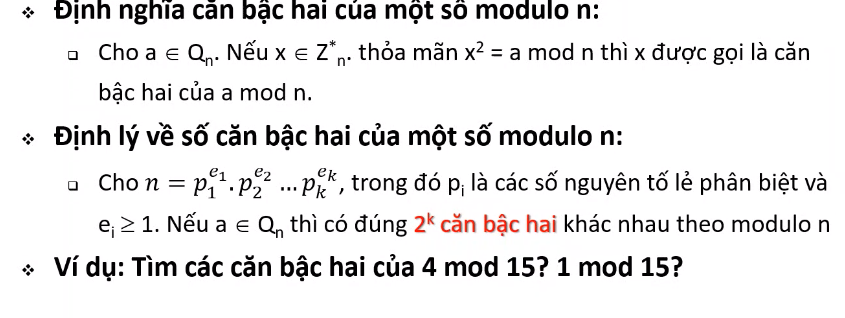 ❖ Định nghĩa căn bậc hai của một số modulo n:
❑ Cho a ∈ Qₙ. Nếu x ∈ Z*ₙ. thỏa mãn x² = a mod n thì x được gọi là căn
bậc hai của a mod n.
❖ Định lý về số căn bậc hai của một số modulo n:
❑ Cho n = p₁^{e₁}.p₂^{e₂} ... pₖ^{eₖ}, trong đó pᵢ là các số nguyên tố lẻ phân biệt và
eᵢ ≥ 1. Nếu a ∈ Qₙ thì có đúng 2ᵏ căn bậc hai khác nhau theo modulo n
❖ Ví dụ: Tìm các căn bậc hai của 4 mod 15? 1 mod 15?